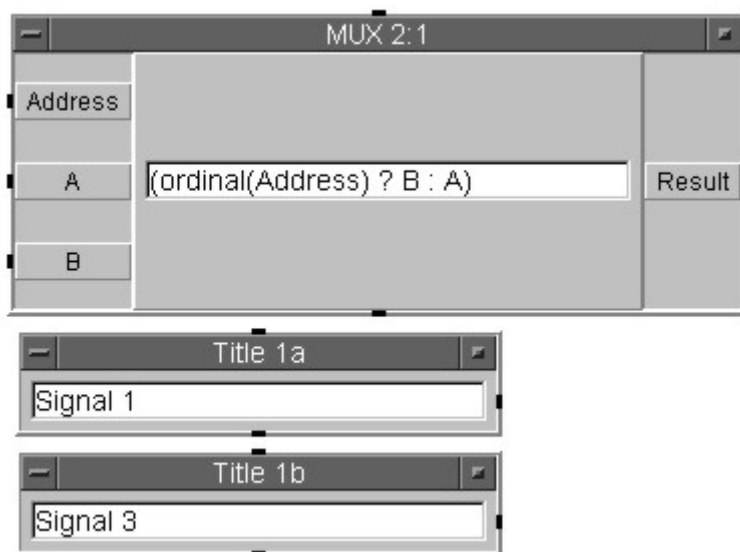 MUX 2:1
Address
A
(ordinal(Address) ? B : A)
Result
B
Title 1a
Signal 1
Title 1b
Signal 3